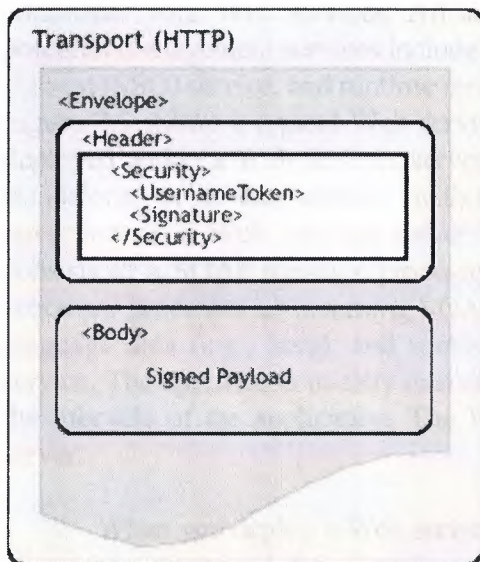 Transport (HTTP)
<Envelope>
<Header>
<Security>
<UsernameToken>
<Signature>
</Security>
<Body>
Signed Payload